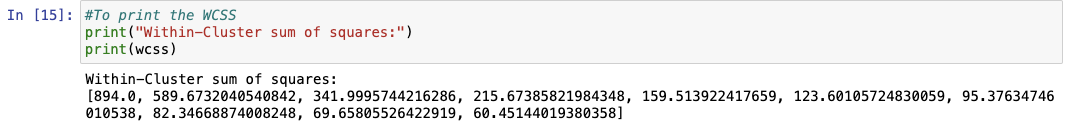 In [15]: #To print the WCSS
print("Within-Cluster sum of squares:")
print(wcss)
Within-Cluster sum of squares:
[894.0, 589.6732040540842, 341.9995744216286, 215.67385821984348, 159.513922417659, 123.60105724830059, 95.37634746
010538, 82.34668874008248, 69.65805526422919, 60.45144019380358]